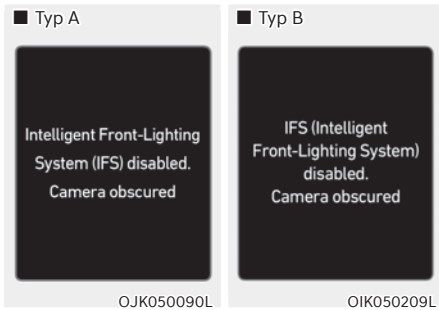 ■ Typ A
Intelligent Front-Lighting
System (IFS) disabled.
Camera obscured
OJK050090L
■ Typ B
IFS (Intelligent
Front-Lighting System)
disabled.
Camera obscured
OIK050209L